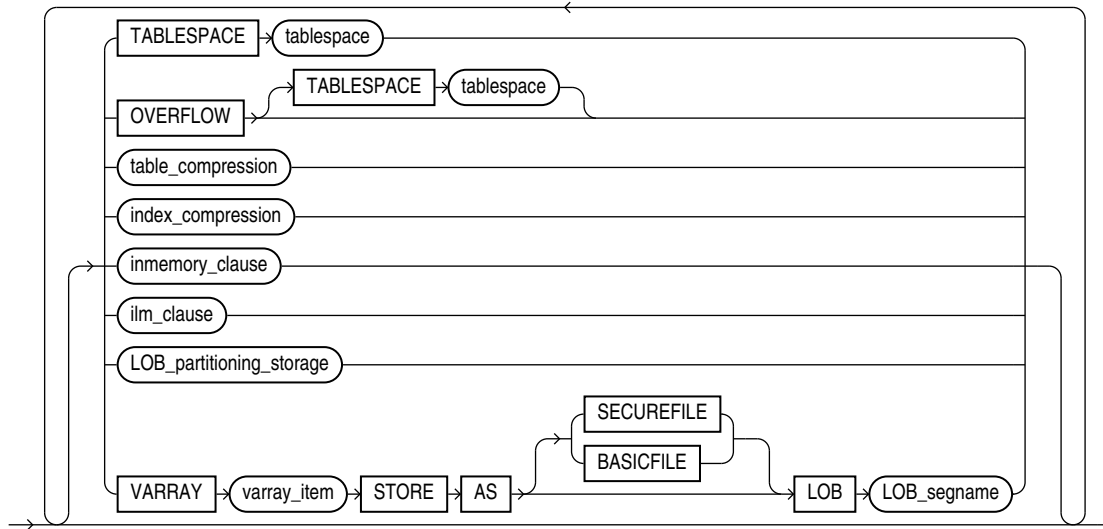 TABLESPACE tablespace
TABLESPACE tablespace
OVERFLOW
table_compression
index_compression
inmemory_clause
ilm_clause
LOB_partitioning_storage
SECUREFILE
BASICFILE
VARRAY varray_item STORE AS LOB LOB_segname